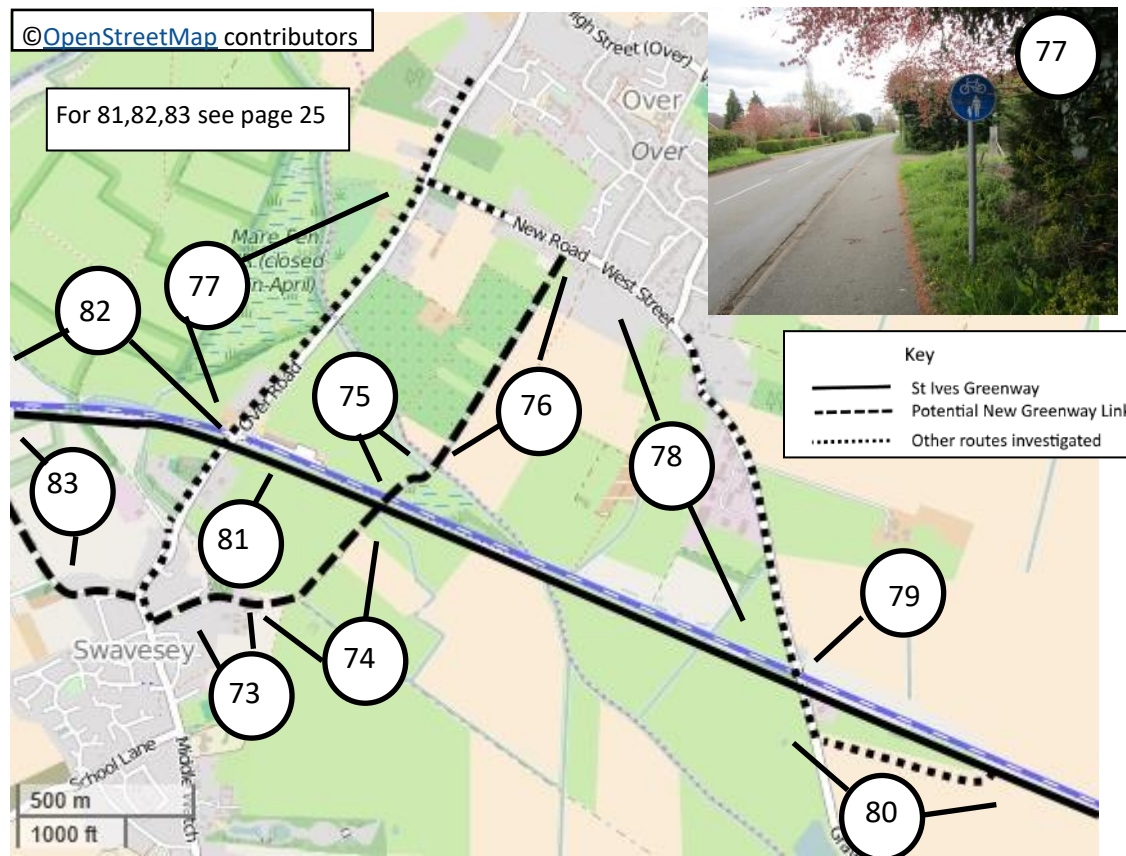 ©OpenStreetMap contributors
For 81,82,83 see page 25
High Street (Over)
Over
Over
77
Mare Fen
(closed
n-April)
New Road
West Street
77
82
Over Road
75
76
78
Key
St Ives Greenway
Potential New Greenway Link
Other routes investigated
83
81
79
Swavesey
73
74
School Lane
Middle Watch
80
500 m
1000 ft